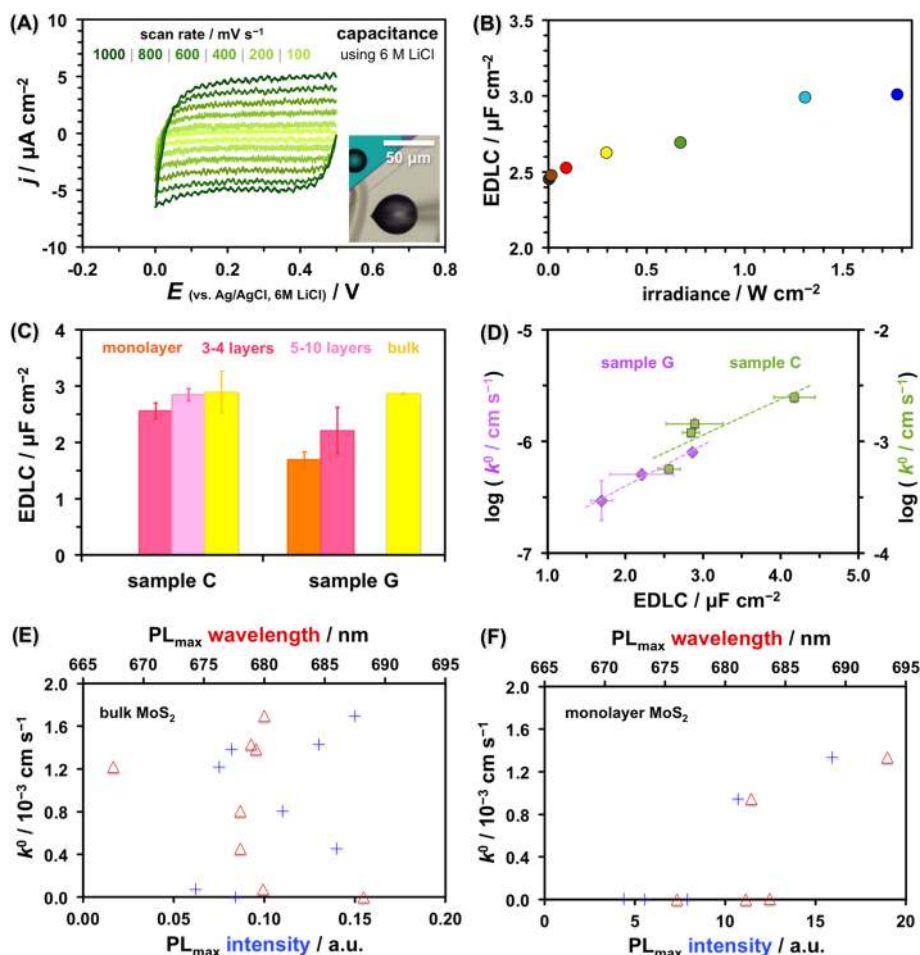 (A)
scan rate / mV s⁻¹
1000 | 800 | 600 | 400 | 200 | 100
capacitance
using 6 M LiCl
j / µA cm⁻²
10
5
0
-5
-10
50 µm
-0.2 0.0 0.2 0.4 0.6 0.8
E (vs. Ag/AgCl, 6M LiCl) / V
(B)
EDLC / µF cm⁻²
3.5
3.0
2.5
2.0
0.0 0.5 1.0 1.5
irradiance / W cm⁻²
(C)
monolayer 3-4 layers 5-10 layers bulk
EDLC / µF cm⁻²
4
3
2
1
0
sample C sample G
(D)
sample G sample C
log ( k⁰ / cm s⁻¹)
-5
-6
-7
log ( k⁰ / cm s⁻¹)
-2
-3
-4
1.0 2.0 3.0 4.0 5.0
EDLC / µF cm⁻²
(E)
PLmax wavelength / nm
665 670 675 680 685 690 695
bulk MoS₂
k⁰ / 10⁻³ cm s⁻¹
2.0
1.6
1.2
0.8
0.4
0.0
0.00 0.05 0.10 0.15 0.20
PLmax intensity / a.u.
(F)
PLmax wavelength / nm
665 670 675 680 685 690 695
monolayer MoS₂
k⁰ / 10⁻³ cm s⁻¹
2.0
1.6
1.2
0.8
0.4
0.0
0 5 10 15 20
PLmax intensity / a.u.